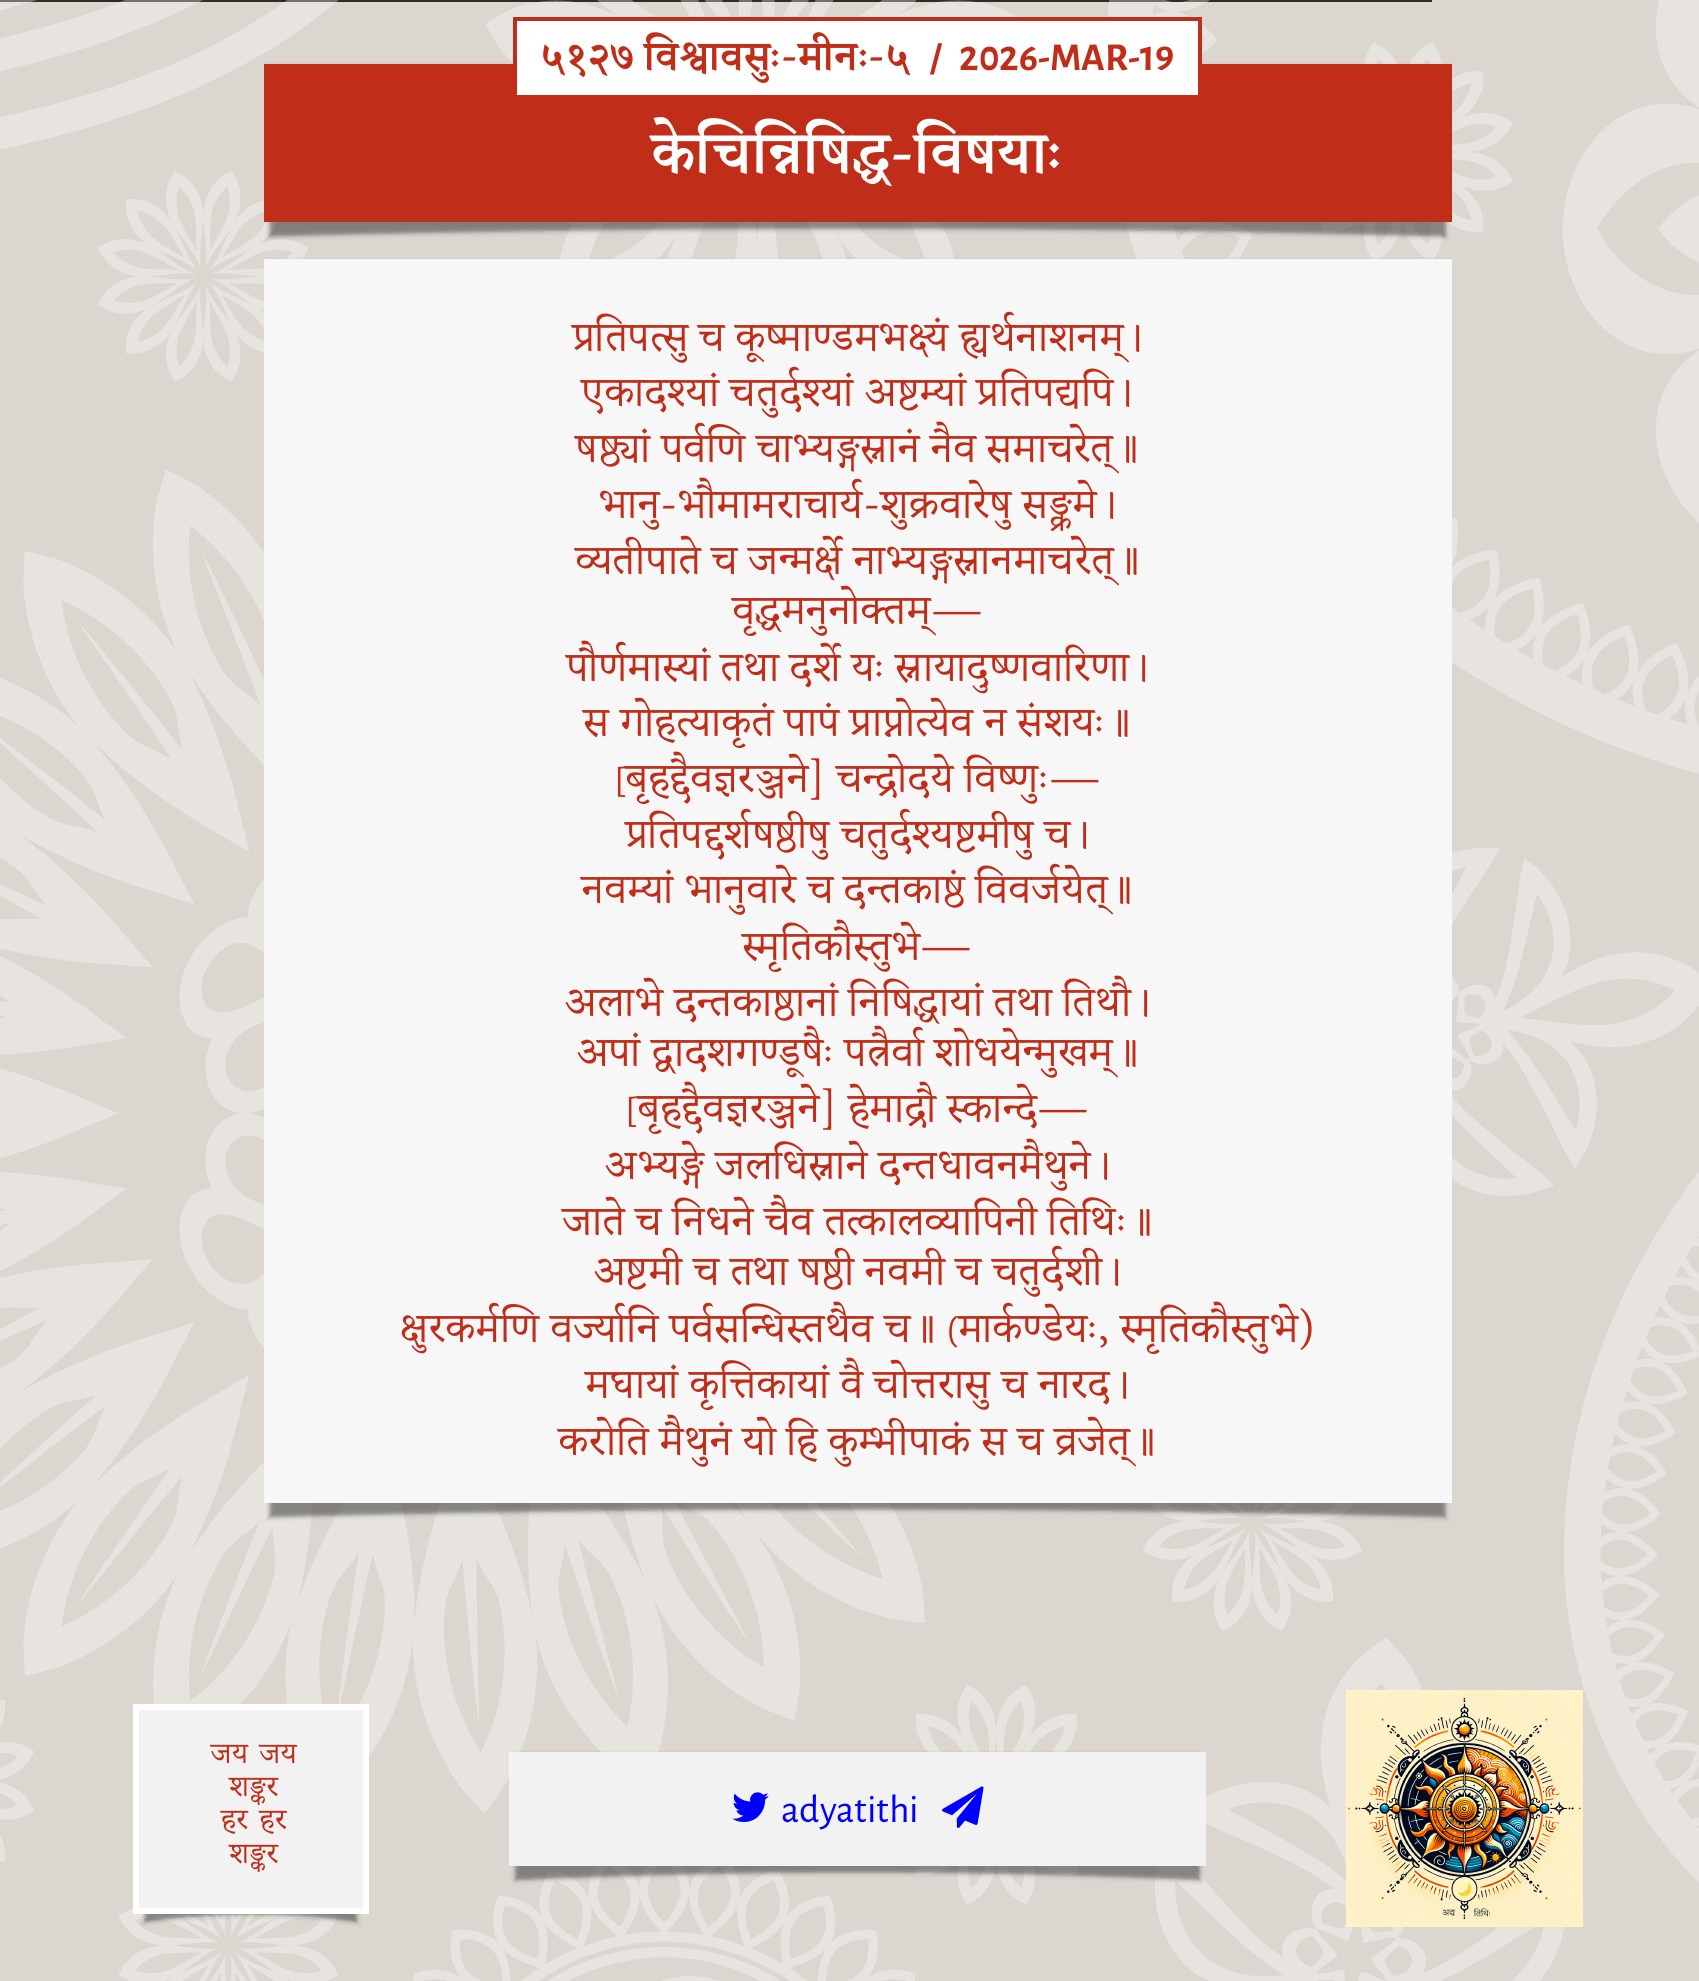 ५१२७ विश्वावसुः-मीनः-५ / 2026-MAR-19
केचिन्निषिद्ध-विषयाः
प्रतिपत्सु च कूष्माण्डमभक्ष्यं ह्यर्थनाशनम्।
एकादश्यां चतुर्दश्यां अष्टम्यां प्रतिपद्यपि।
षष्ठ्यां पर्वणि चाभ्यङ्गस्नानं नैव समाचरेत्॥
भानु-भौमामराचार्य-शुक्रवारेषु सङ्क्रमे।
व्यतीपाते च जन्मर्क्षे नाभ्यङ्गस्नानमाचरेत्॥
वृद्धमनुनोक्तम्—
पौर्णमास्यां तथा दर्शे यः स्नायादुष्णवारिणा।
स गोहत्याकृतं पापं प्राप्नोत्येव न संशयः॥
[बृहद्दैवज्ञरञ्जने] चन्द्रोदये विष्णुः—
प्रतिपद्दर्शषष्ठीषु चतुर्दश्यष्टमीषु च।
नवम्यां भानुवारे च दन्तकाष्ठं विवर्जयेत्॥
स्मृतिकौस्तुभे—
अलाभे दन्तकाष्ठानां निषिद्धायां तथा तिथौ।
अपां द्वादशगण्डूषैः पत्रैर्वा शोधयेन्मुखम्॥
[बृहद्दैवज्ञरञ्जने] हेमाद्रौ स्कान्दे—
अभ्यङ्गे जलधिस्नाने दन्तधावनमैथुने।
जाते च निधने चैव तत्कालव्यापिनी तिथिः॥
अष्टमी च तथा षष्ठी नवमी च चतुर्दशी।
क्षुरकर्मणि वर्ज्यानि पर्वसन्धिस्तथैव च॥ (मार्कण्डेयः, स्मृतिकौस्तुभे)
मघायां कृत्तिकायां वै चोत्तरासु च नारद।
करोति मैथुनं यो हि कुम्भीपाकं स च व्रजेत्॥
जय जय
शङ्कर
हर हर
शङ्कर
adyatithi
अद्य तिथिः